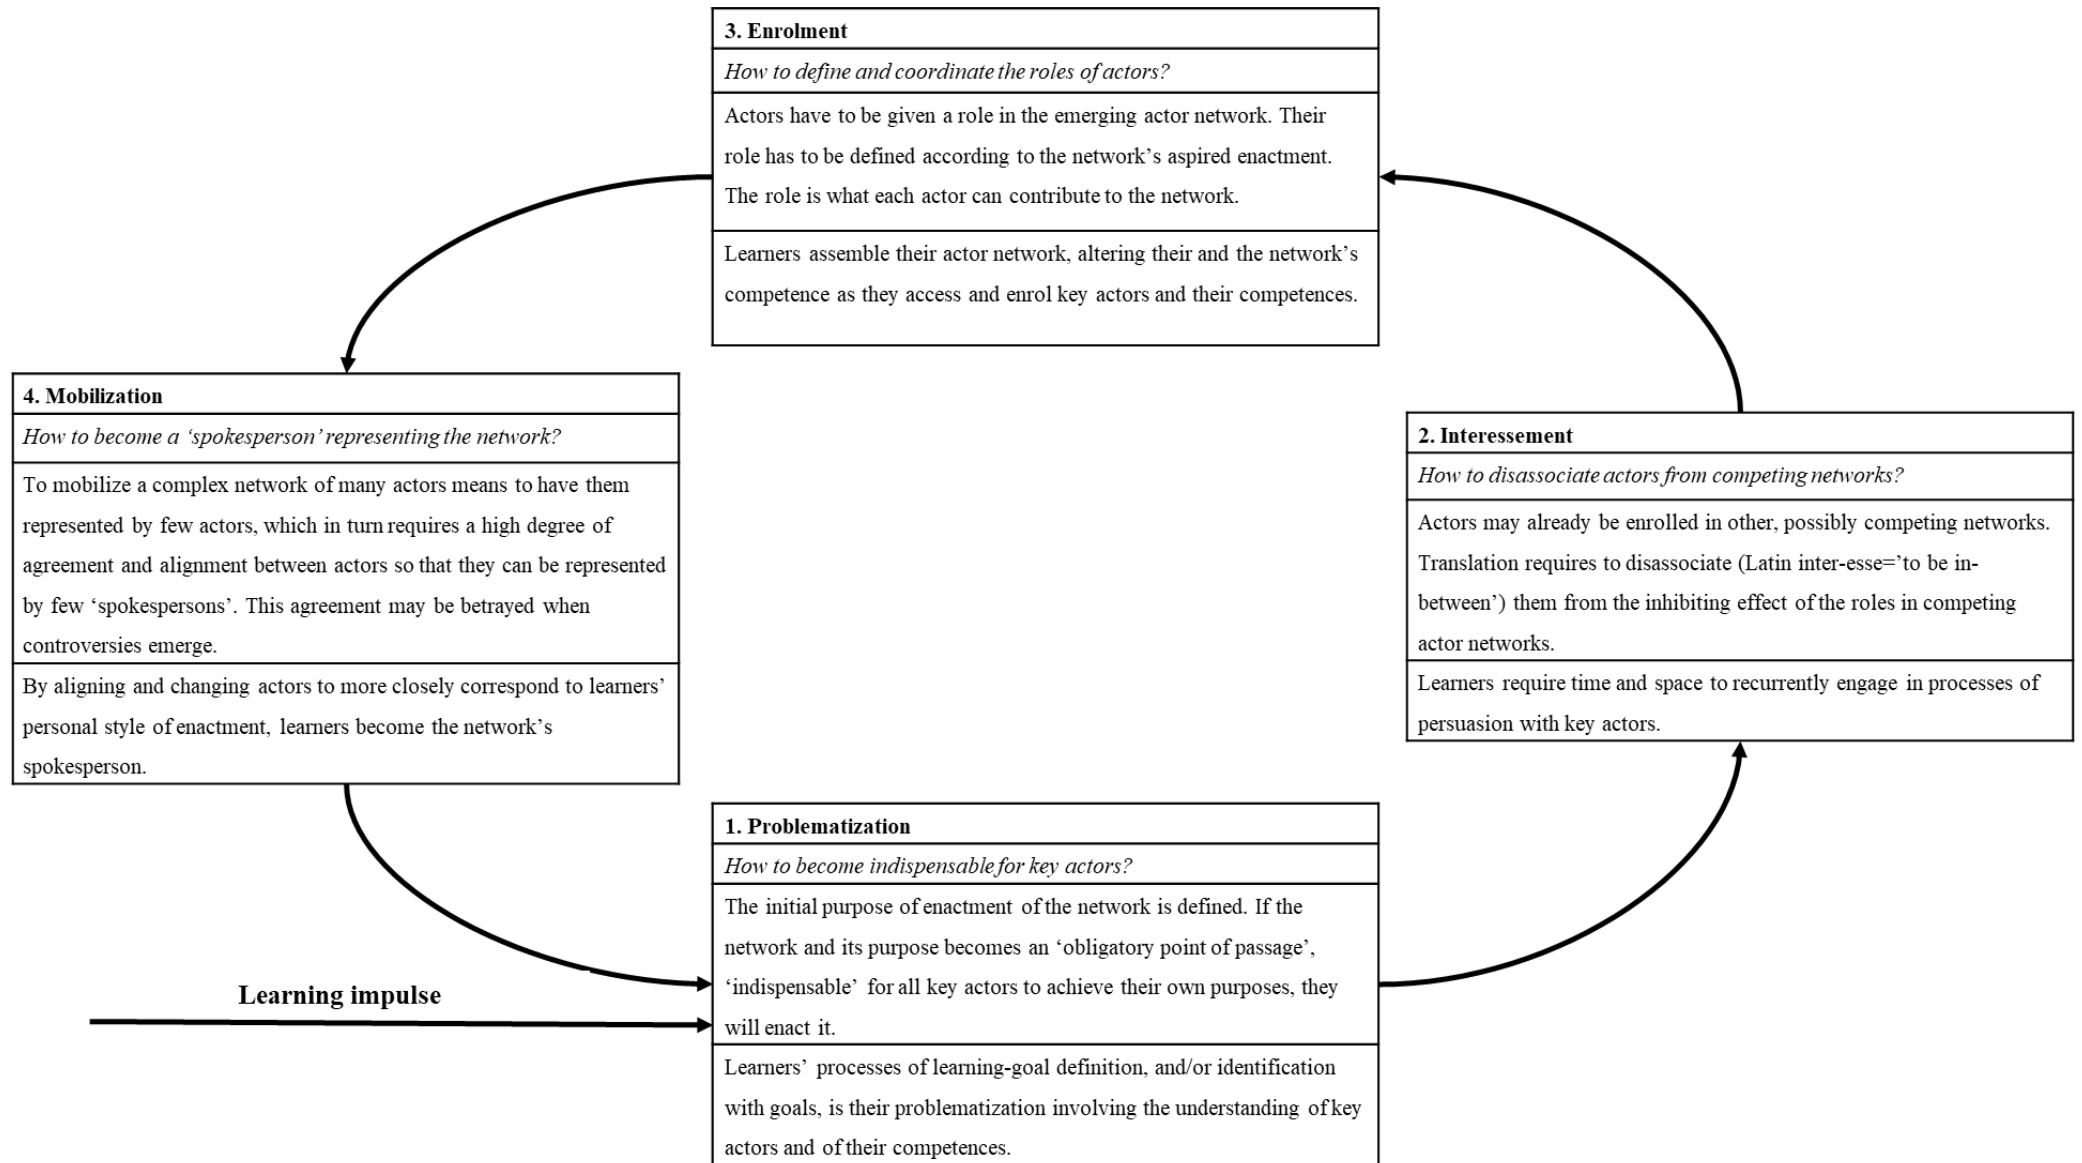 3. Enrolment
How to define and coordinate the roles of actors?
Actors have to be given a role in the emerging actor network. Their
role has to be defined according to the network’s aspired enactment.
The role is what each actor can contribute to the network.
Learners assemble their actor network, altering their and the network’s
competence as they access and enrol key actors and their competences.
4. Mobilization
How to become a ‘spokesperson’ representing the network?
To mobilize a complex network of many actors means to have them
represented by few actors, which in turn requires a high degree of
agreement and alignment between actors so that they can be represented
by few ‘spokespersons’. This agreement may be betrayed when
controversies emerge.
By aligning and changing actors to more closely correspond to learners’
personal style of enactment, learners become the network’s
spokesperson.
2. Interessement
How to disassociate actors from competing networks?
Actors may already be enrolled in other, possibly competing networks.
Translation requires to disassociate (Latin inter-esse=’to be in-
between’) them from the inhibiting effect of the roles in competing
actor networks.
Learners require time and space to recurrently engage in processes of
persuasion with key actors.
1. Problematization
How to become indispensable for key actors?
The initial purpose of enactment of the network is defined. If the
network and its purpose becomes an ‘obligatory point of passage’,
‘indispensable’ for all key actors to achieve their own purposes, they
will enact it.
Learners’ processes of learning-goal definition, and/or identification
with goals, is their problematization involving the understanding of key
actors and of their competences.
Learning impulse